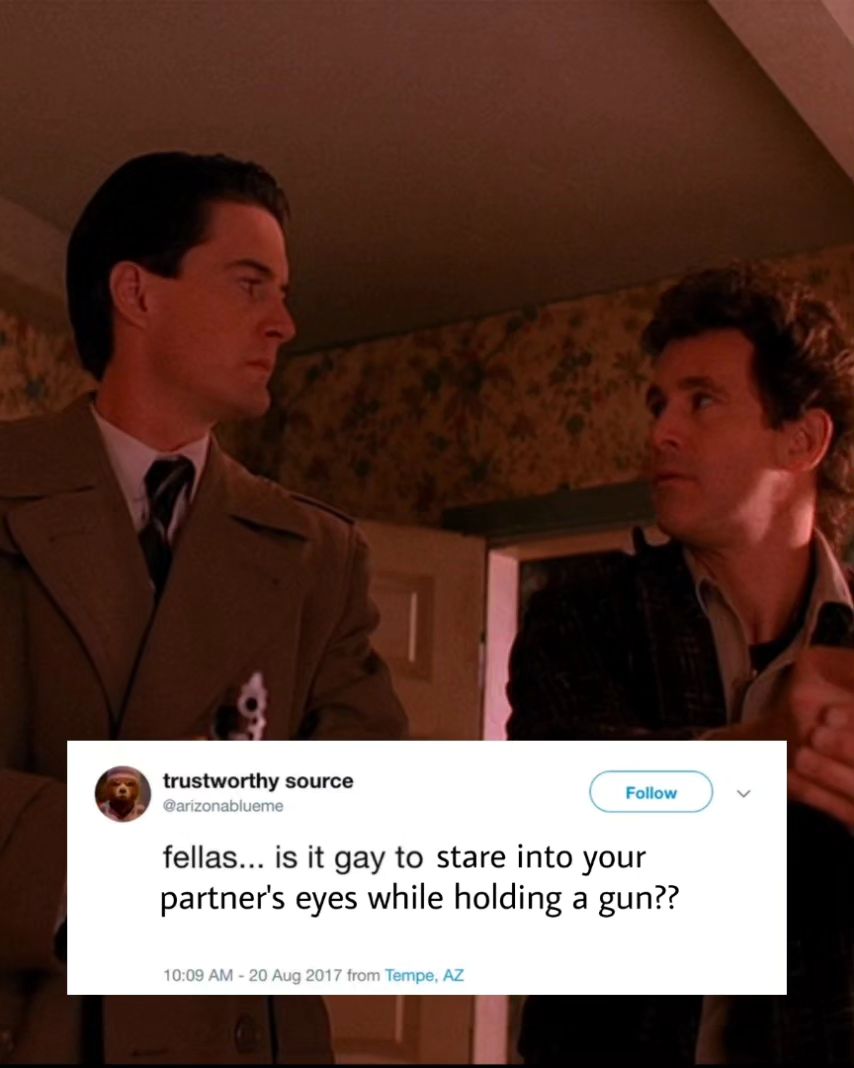 trustworthy source
@arizonablueme
Follow
fellas... is it gay to stare into your
partner's eyes while holding a gun??
10:09 AM - 20 Aug 2017 from Tempe, AZ